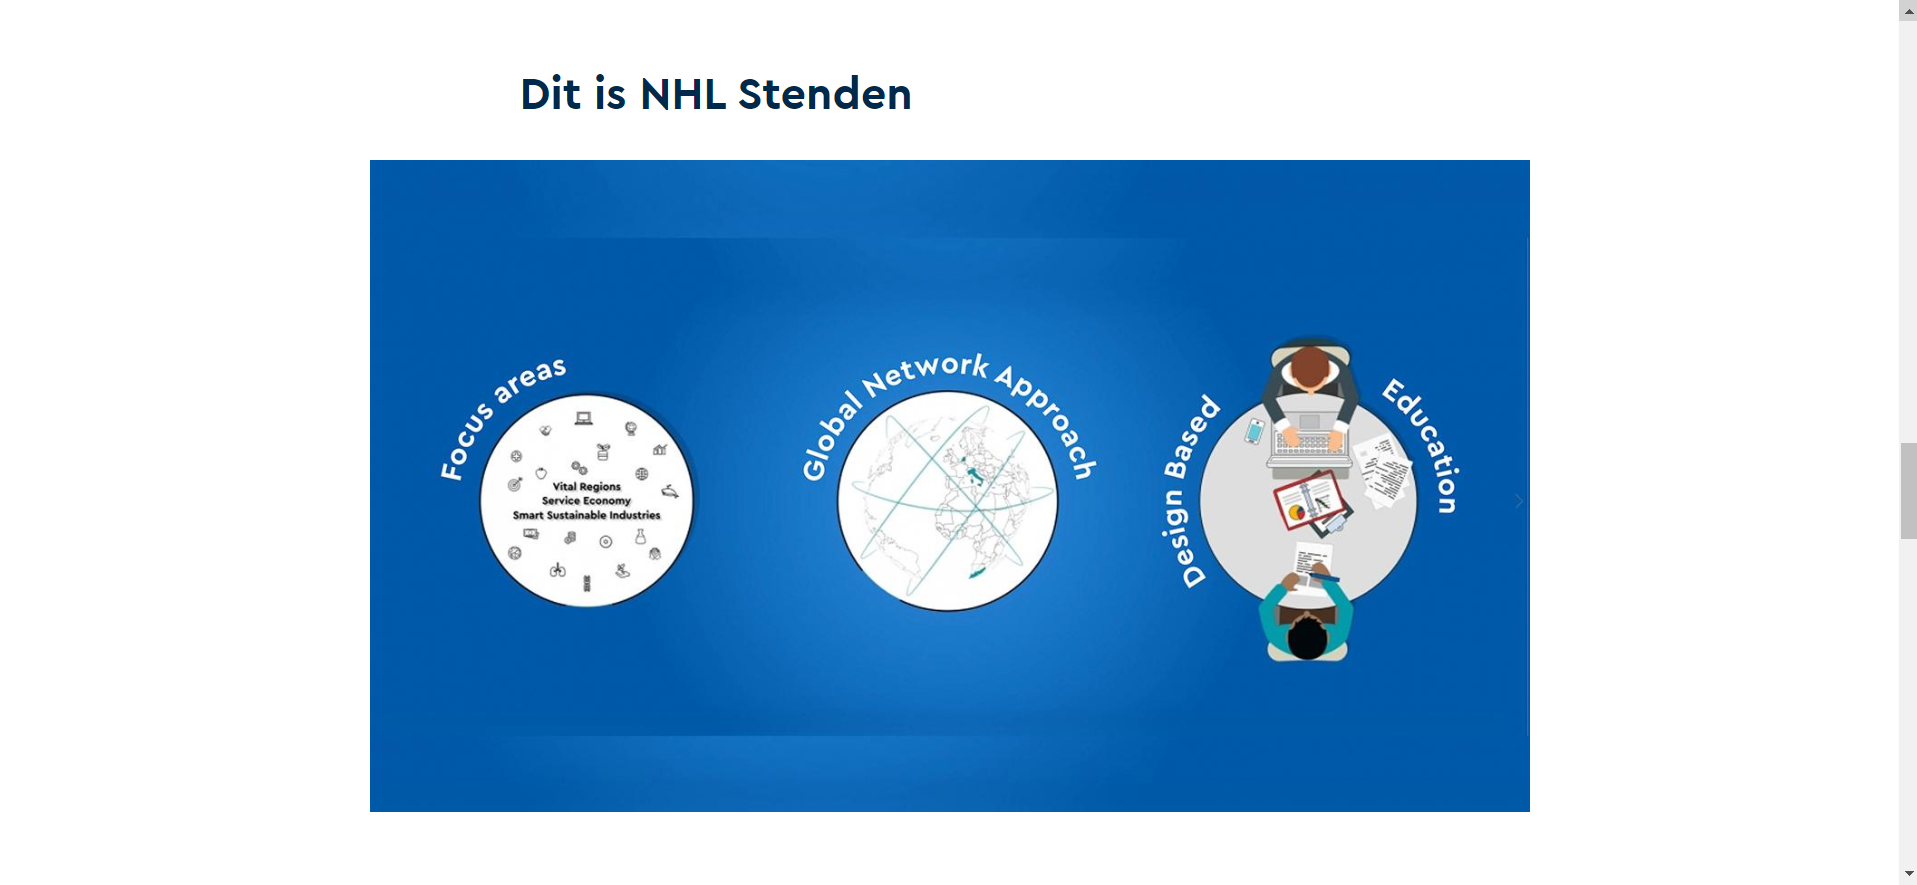 Dit is NHL Stenden
Focus areas
Vital Regions
Service Economy
Smart Sustainable Industries
Global Network Approach
Design Based Education